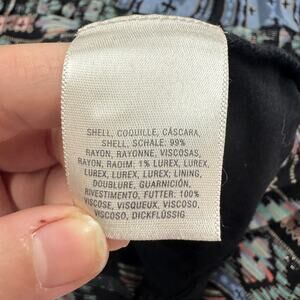 SHELL, COQUILLE, CÁSCARA,
SHELL, SCHALE: 99%
RAYON, RAYONNE, VISCOSAS,
RAYON, RADIM: 1% LUREX,
LUREX, LUREX, LUREX; LINING,
DOUBLURE, GUARNICIÓN,
RIVESTIMENTO, FUTTER: 100%
VISCOSE, VISQUEUX, VISCOSO,
VISCOSO, DICKFLÜSSIG